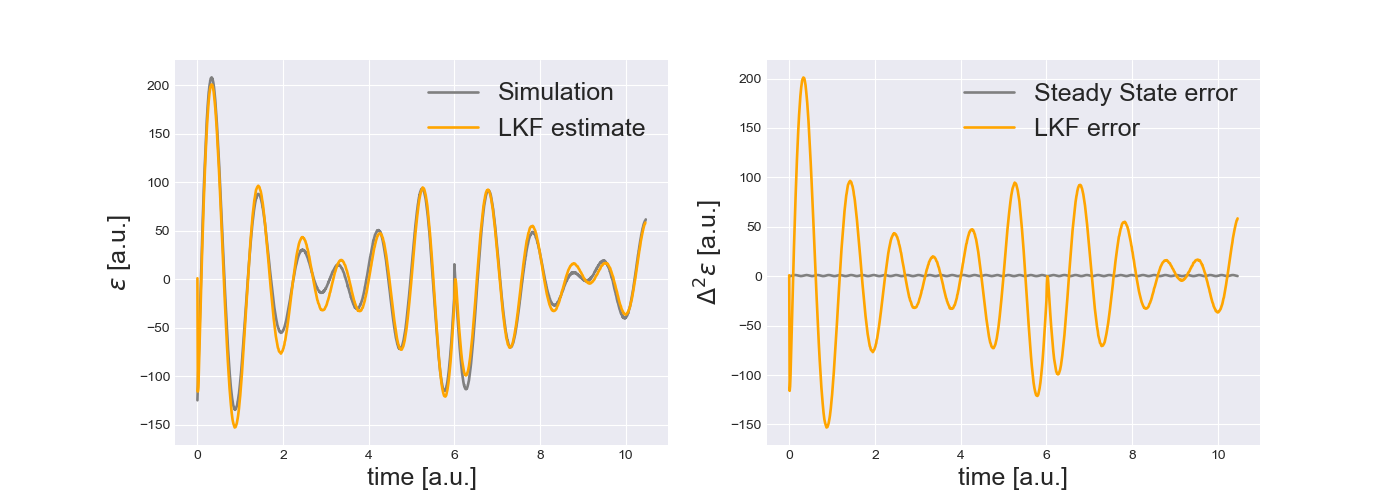 Simulation
LKF estimate
200
150
100
50
0
−50
−100
−150
ε [a.u.]
0 2 4 6 8 10
time [a.u.]
Steady State error
LKF error
200
150
100
50
0
−50
−100
−150
Δ²ε [a.u.]
0 2 4 6 8 10
time [a.u.]